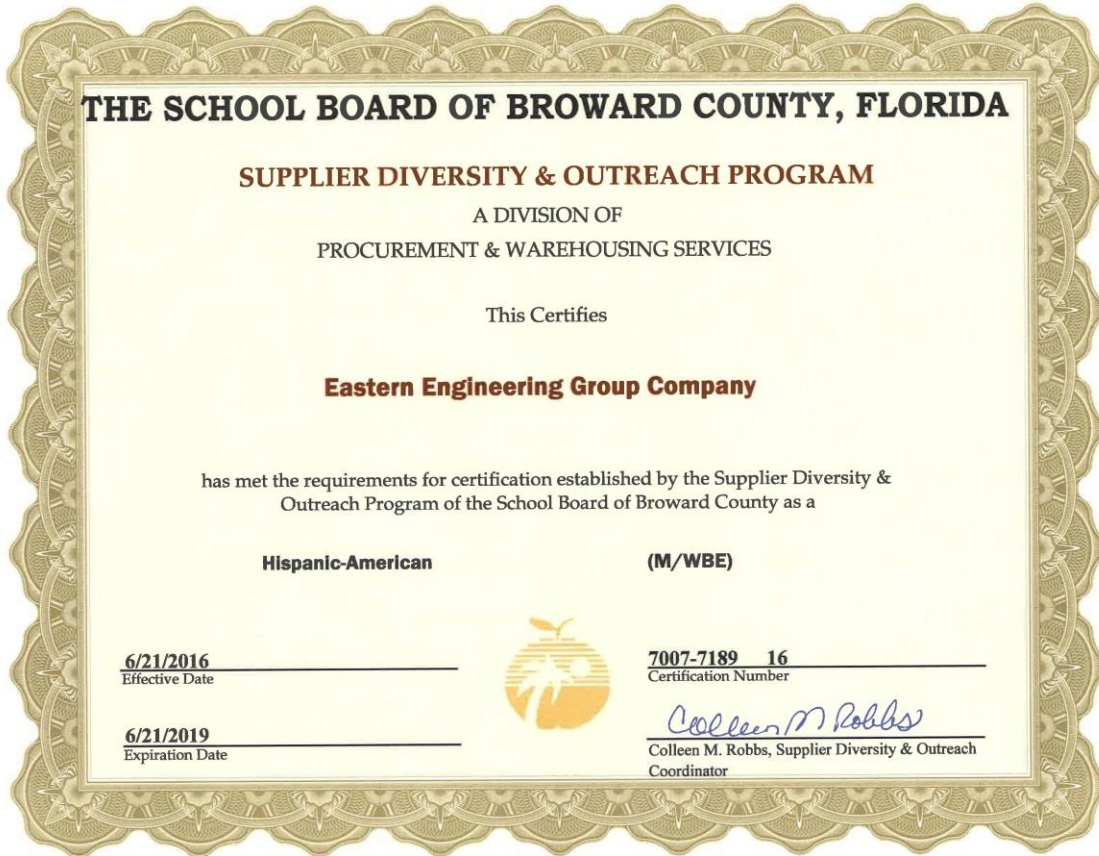 THE SCHOOL BOARD OF BROWARD COUNTY, FLORIDA
SUPPLIER DIVERSITY & OUTREACH PROGRAM
A DIVISION OF
PROCUREMENT & WAREHOUSING SERVICES
This Certifies
Eastern Engineering Group Company
has met the requirements for certification established by the Supplier Diversity &
Outreach Program of the School Board of Broward County as a
Hispanic-American (M/WBE)
6/21/2016
Effective Date
7007-7189 16
Certification Number
6/21/2019
Expiration Date
Colleen M Robbs
Colleen M. Robbs, Supplier Diversity & Outreach
Coordinator